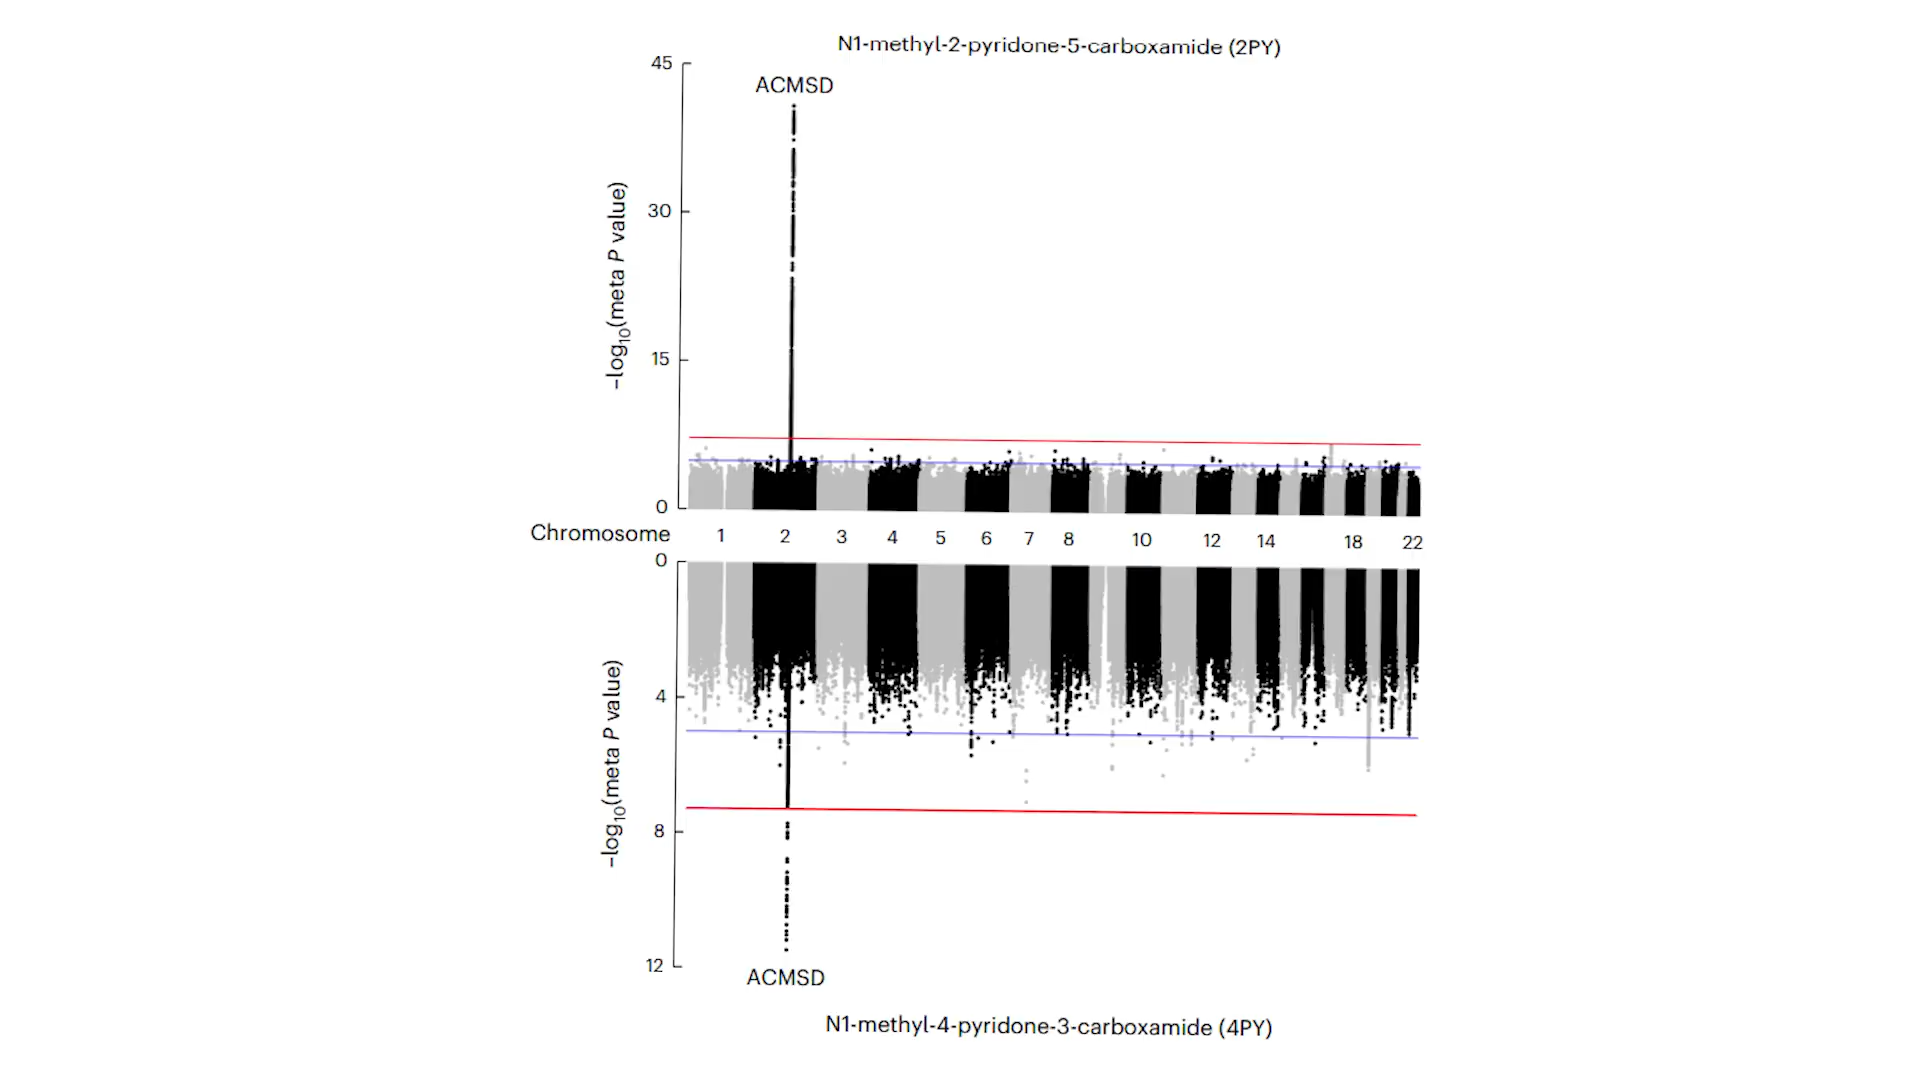 N1-methyl-2-pyridone-5-carboxamide (2PY)
45
ACMSD
30
15
0
−log10(meta P value)
Chromosome 1 2 3 4 5 6 7 8 10 12 14 18 22
0
4
8
12
−log10(meta P value)
ACMSD
N1-methyl-4-pyridone-3-carboxamide (4PY)